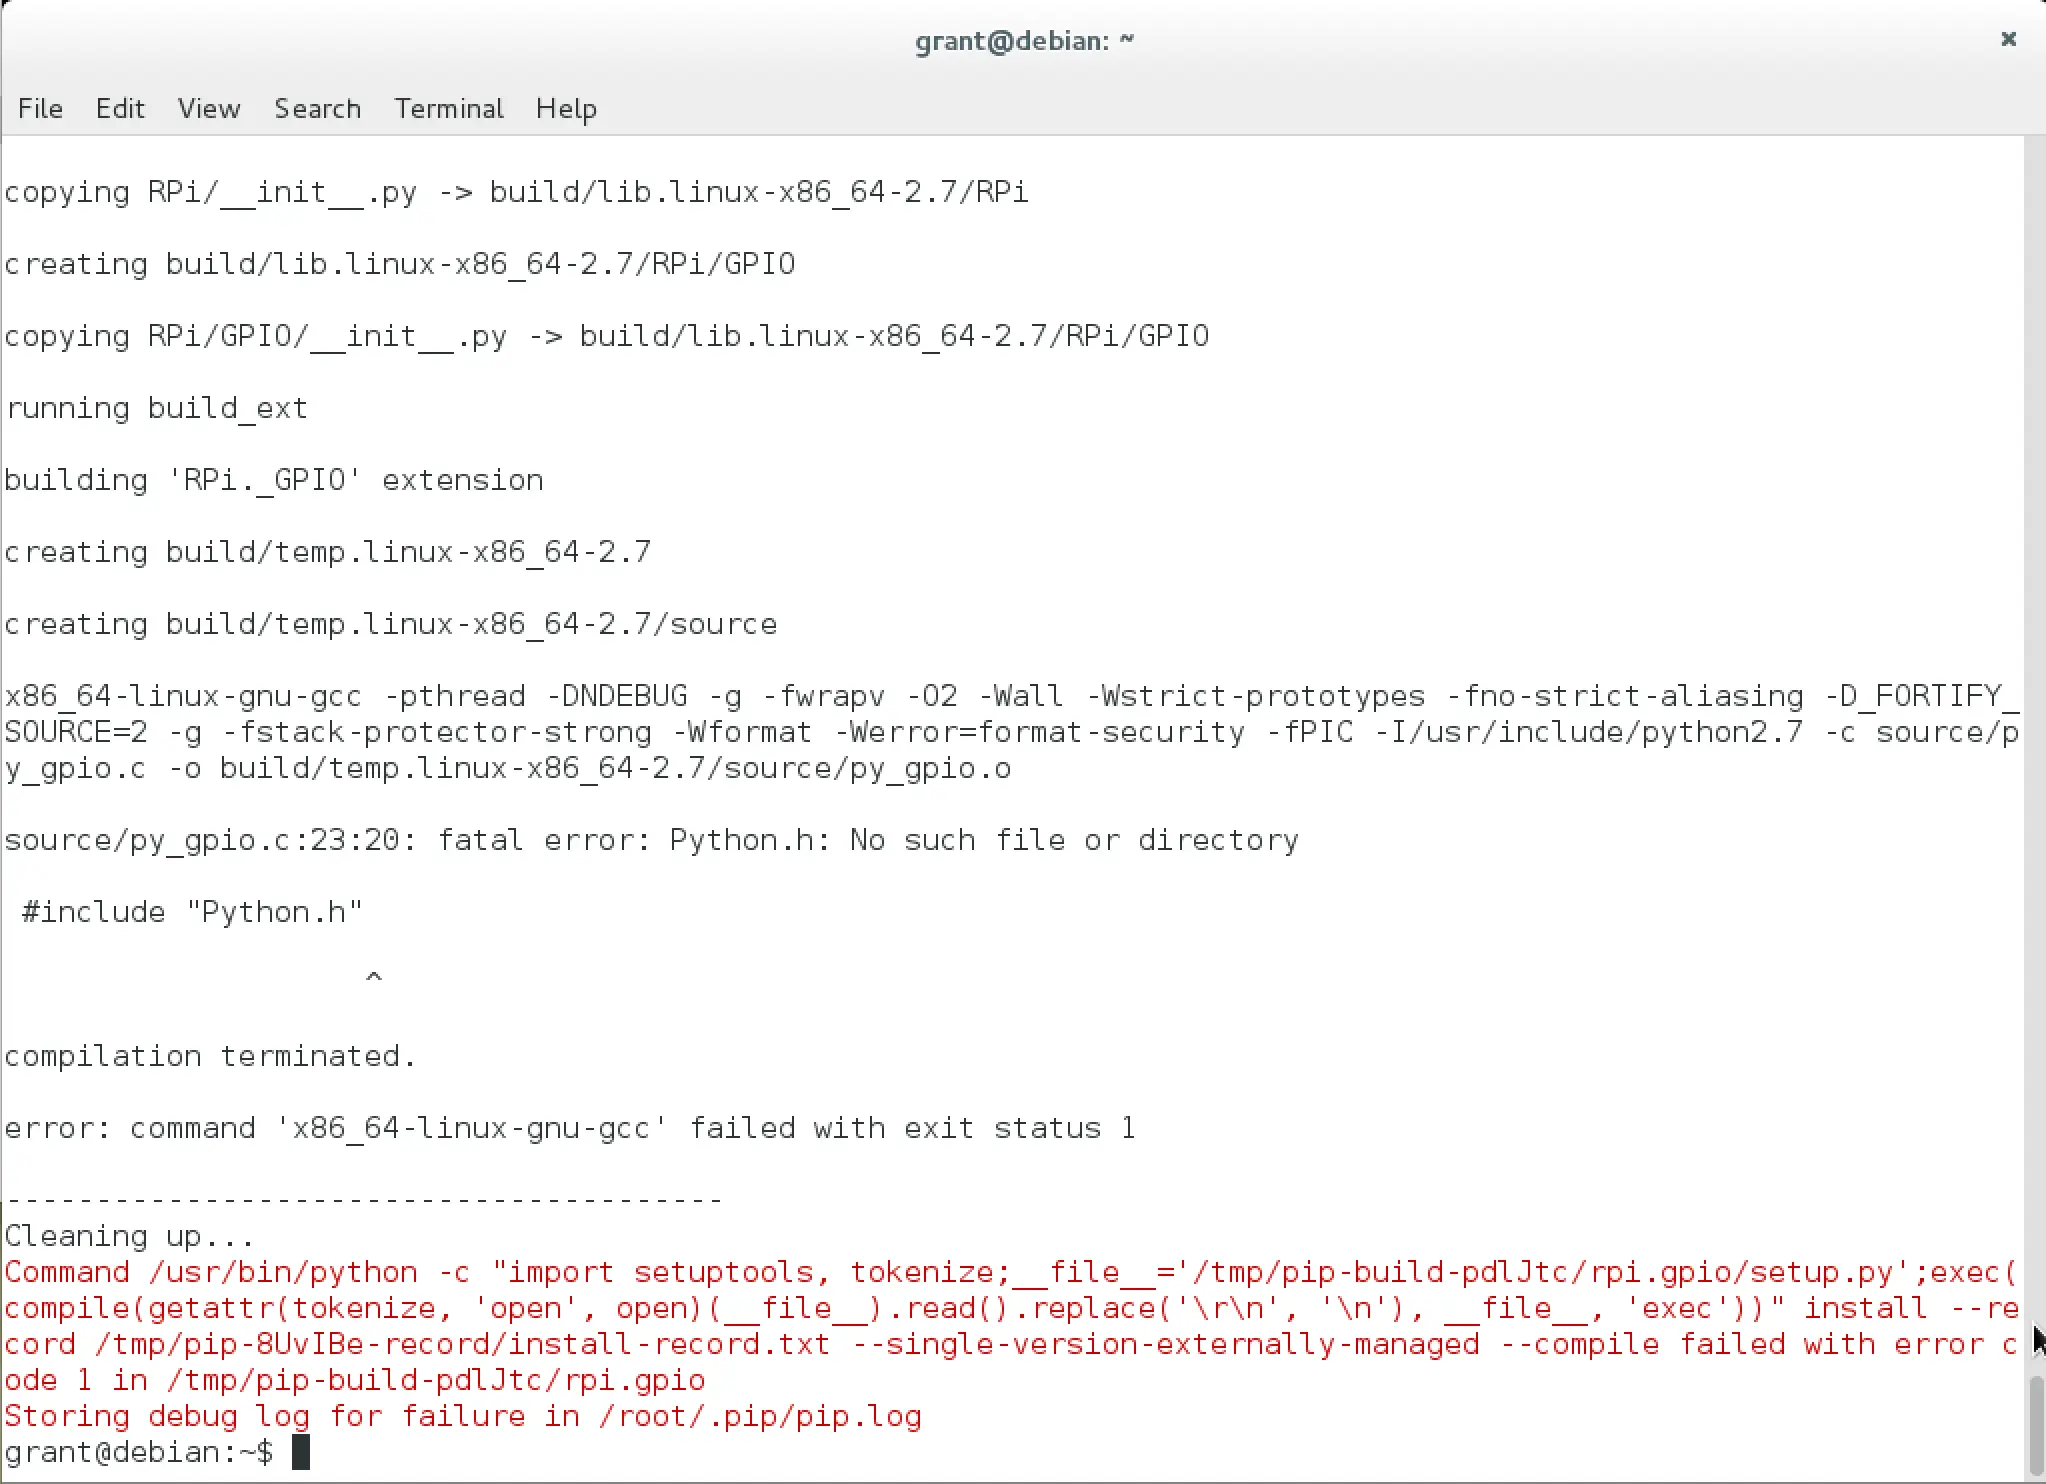 grant@debian: ~
File Edit View Search Terminal Help
copying RPi/__init__.py -> build/lib.linux-x86_64-2.7/RPi
creating build/lib.linux-x86_64-2.7/RPi/GPIO
copying RPi/GPIO/__init__.py -> build/lib.linux-x86_64-2.7/RPi/GPIO
running build_ext
building 'RPi._GPIO' extension
creating build/temp.linux-x86_64-2.7
creating build/temp.linux-x86_64-2.7/source
x86_64-linux-gnu-gcc -pthread -DNDEBUG -g -fwrapv -O2 -Wall -Wstrict-prototypes -fno-strict-aliasing -D_FORTIFY_
SOURCE=2 -g -fstack-protector-strong -Wformat -Werror=format-security -fPIC -I/usr/include/python2.7 -c source/p
y_gpio.c -o build/temp.linux-x86_64-2.7/source/py_gpio.o
source/py_gpio.c:23:20: fatal error: Python.h: No such file or directory
 #include "Python.h"
                    ^
compilation terminated.
error: command 'x86_64-linux-gnu-gcc' failed with exit status 1
----------------------------------------
Cleaning up...
Command /usr/bin/python -c "import setuptools, tokenize;__file__='/tmp/pip-build-pdlJtc/rpi.gpio/setup.py';exec(
compile(getattr(tokenize, 'open', open)(__file__).read().replace('\r\n', '\n'), __file__, 'exec'))" install --re
cord /tmp/pip-8UvIBe-record/install-record.txt --single-version-externally-managed --compile failed with error c
ode 1 in /tmp/pip-build-pdlJtc/rpi.gpio
Storing debug log for failure in /root/.pip/pip.log
grant@debian:~$